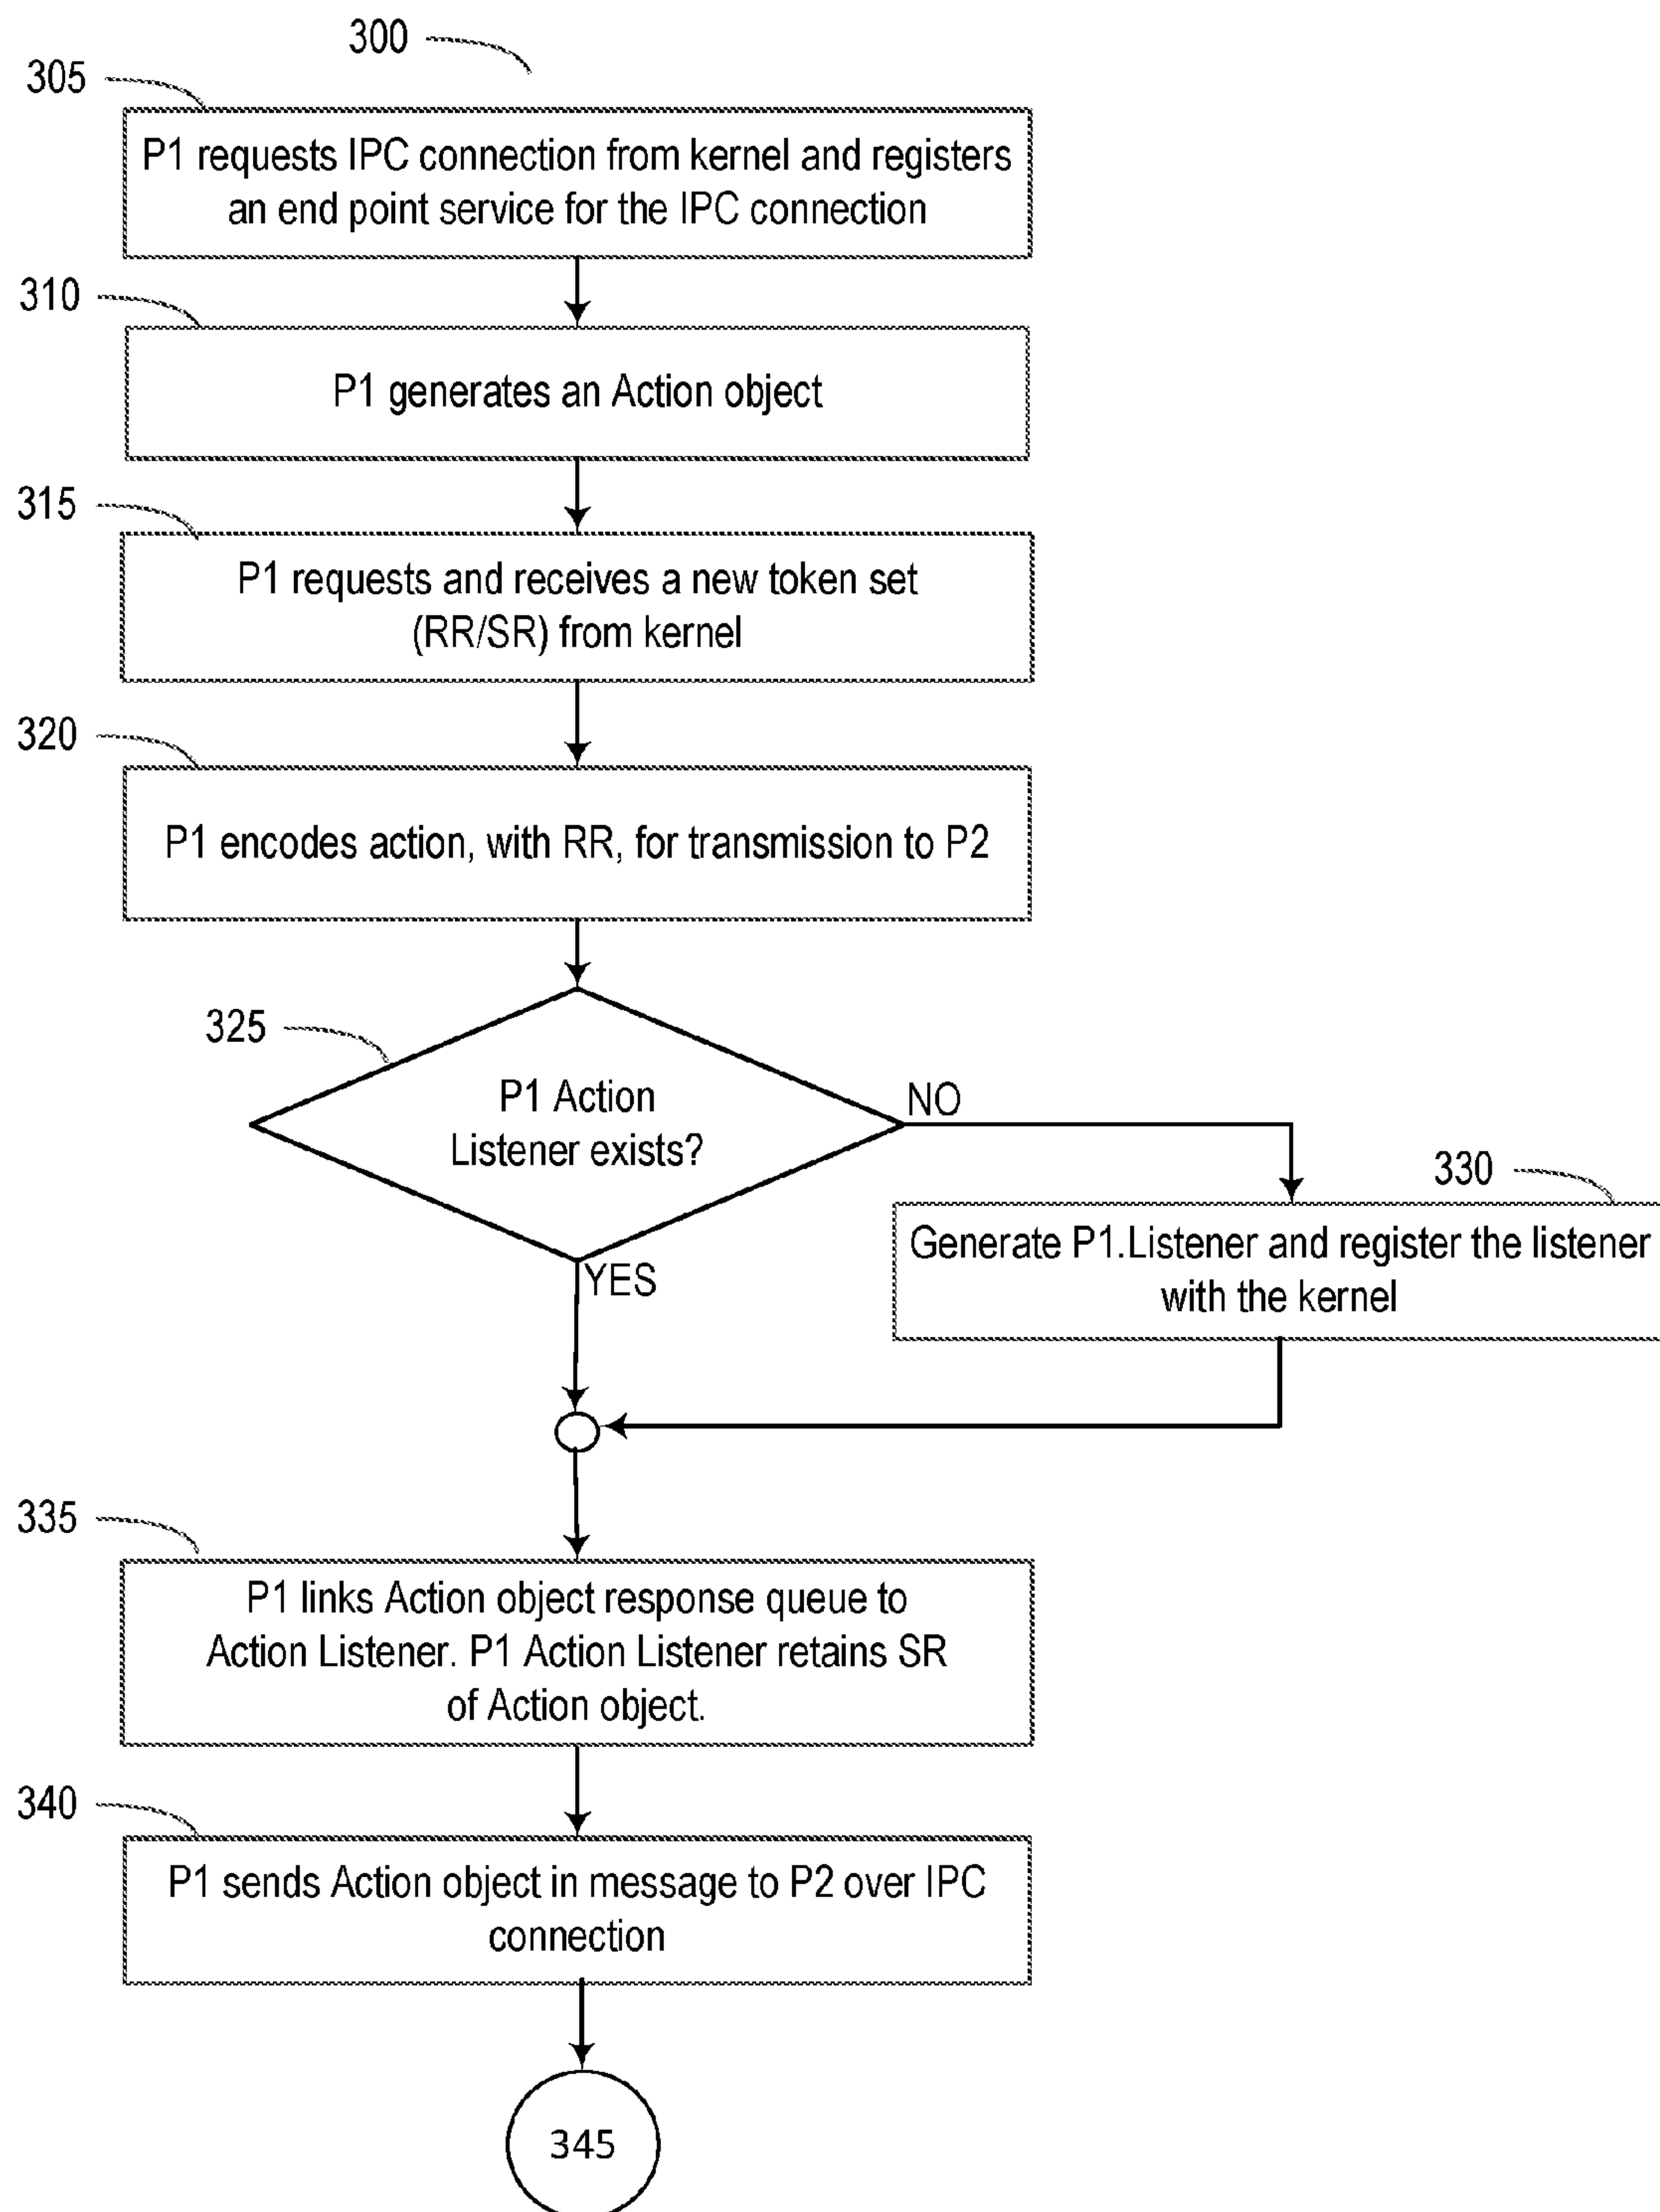 300
305
P1 requests IPC connection from kernel and registers
an end point service for the IPC connection
310
P1 generates an Action object
315
P1 requests and receives a new token set
(RR/SR) from kernel
320
P1 encodes action, with RR, for transmission to P2
325
P1 Action
Listener exists?
NO
YES
330
Generate P1.Listener and register the listener
with the kernel
335
P1 links Action object response queue to
Action Listener. P1 Action Listener retains SR
of Action object.
340
P1 sends Action object in message to P2 over IPC
connection
345